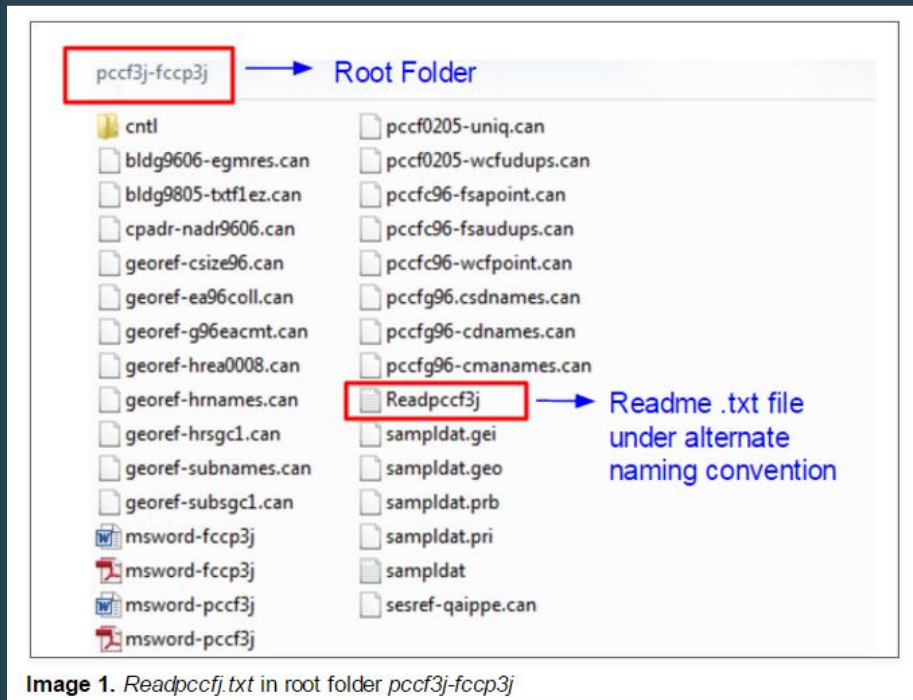 pccf3j-fccp3j
Root Folder
cntl
bldg9606-egmres.can
bldg9805-txtf1ez.can
cpadr-nadr9606.can
georef-csize96.can
georef-ea96coll.can
georef-g96eacmt.can
georef-hrea0008.can
georef-hrnames.can
georef-hrsgc1.can
georef-subnames.can
georef-subsgc1.can
msword-fccp3j
msword-fccp3j
msword-pccf3j
msword-pccf3j
pccf0205-uniq.can
pccf0205-wcfudups.can
pccfc96-fsapoint.can
pccfc96-fsaudups.can
pccfc96-wcfpoint.can
pccfg96.csdnames.can
pccfg96-cdnames.can
pccfg96-cmanames.can
Readpccf3j
sampldat.gei
sampldat.geo
sampldat.prb
sampldat.pri
sampldat
sesref-qaippe.can
Readme .txt file
under alternate
naming convention
Image 1. Readpccfj.txt in root folder pccf3j-fccp3j